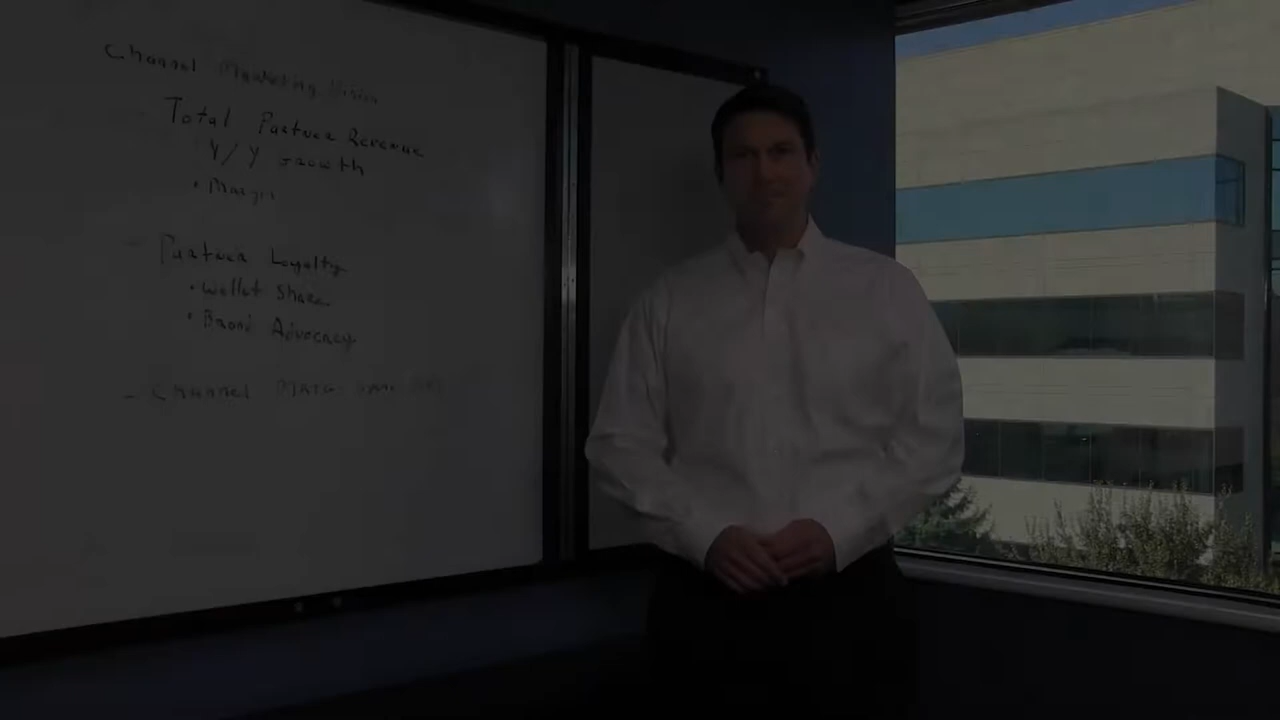 Channel Marketing Vision
Total Partner Revenue
Y/Y growth
• Margin
- Partner Loyalty
• Wallet Share
• Brand Advocacy
- Channel